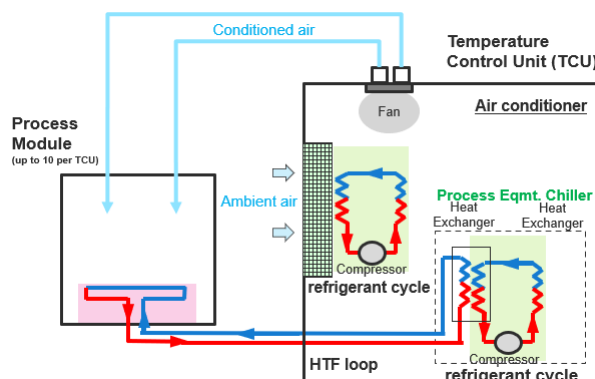 Conditioned air
Temperature
Control Unit (TCU)
Air conditioner
Fan
Process
Module
(up to 10 per TCU)
Ambient air
Process Eqmt. Chiller
Heat
Exchanger
Heat
Exchanger
Compressor
refrigerant cycle
Compressor
refrigerant cycle
HTF loop